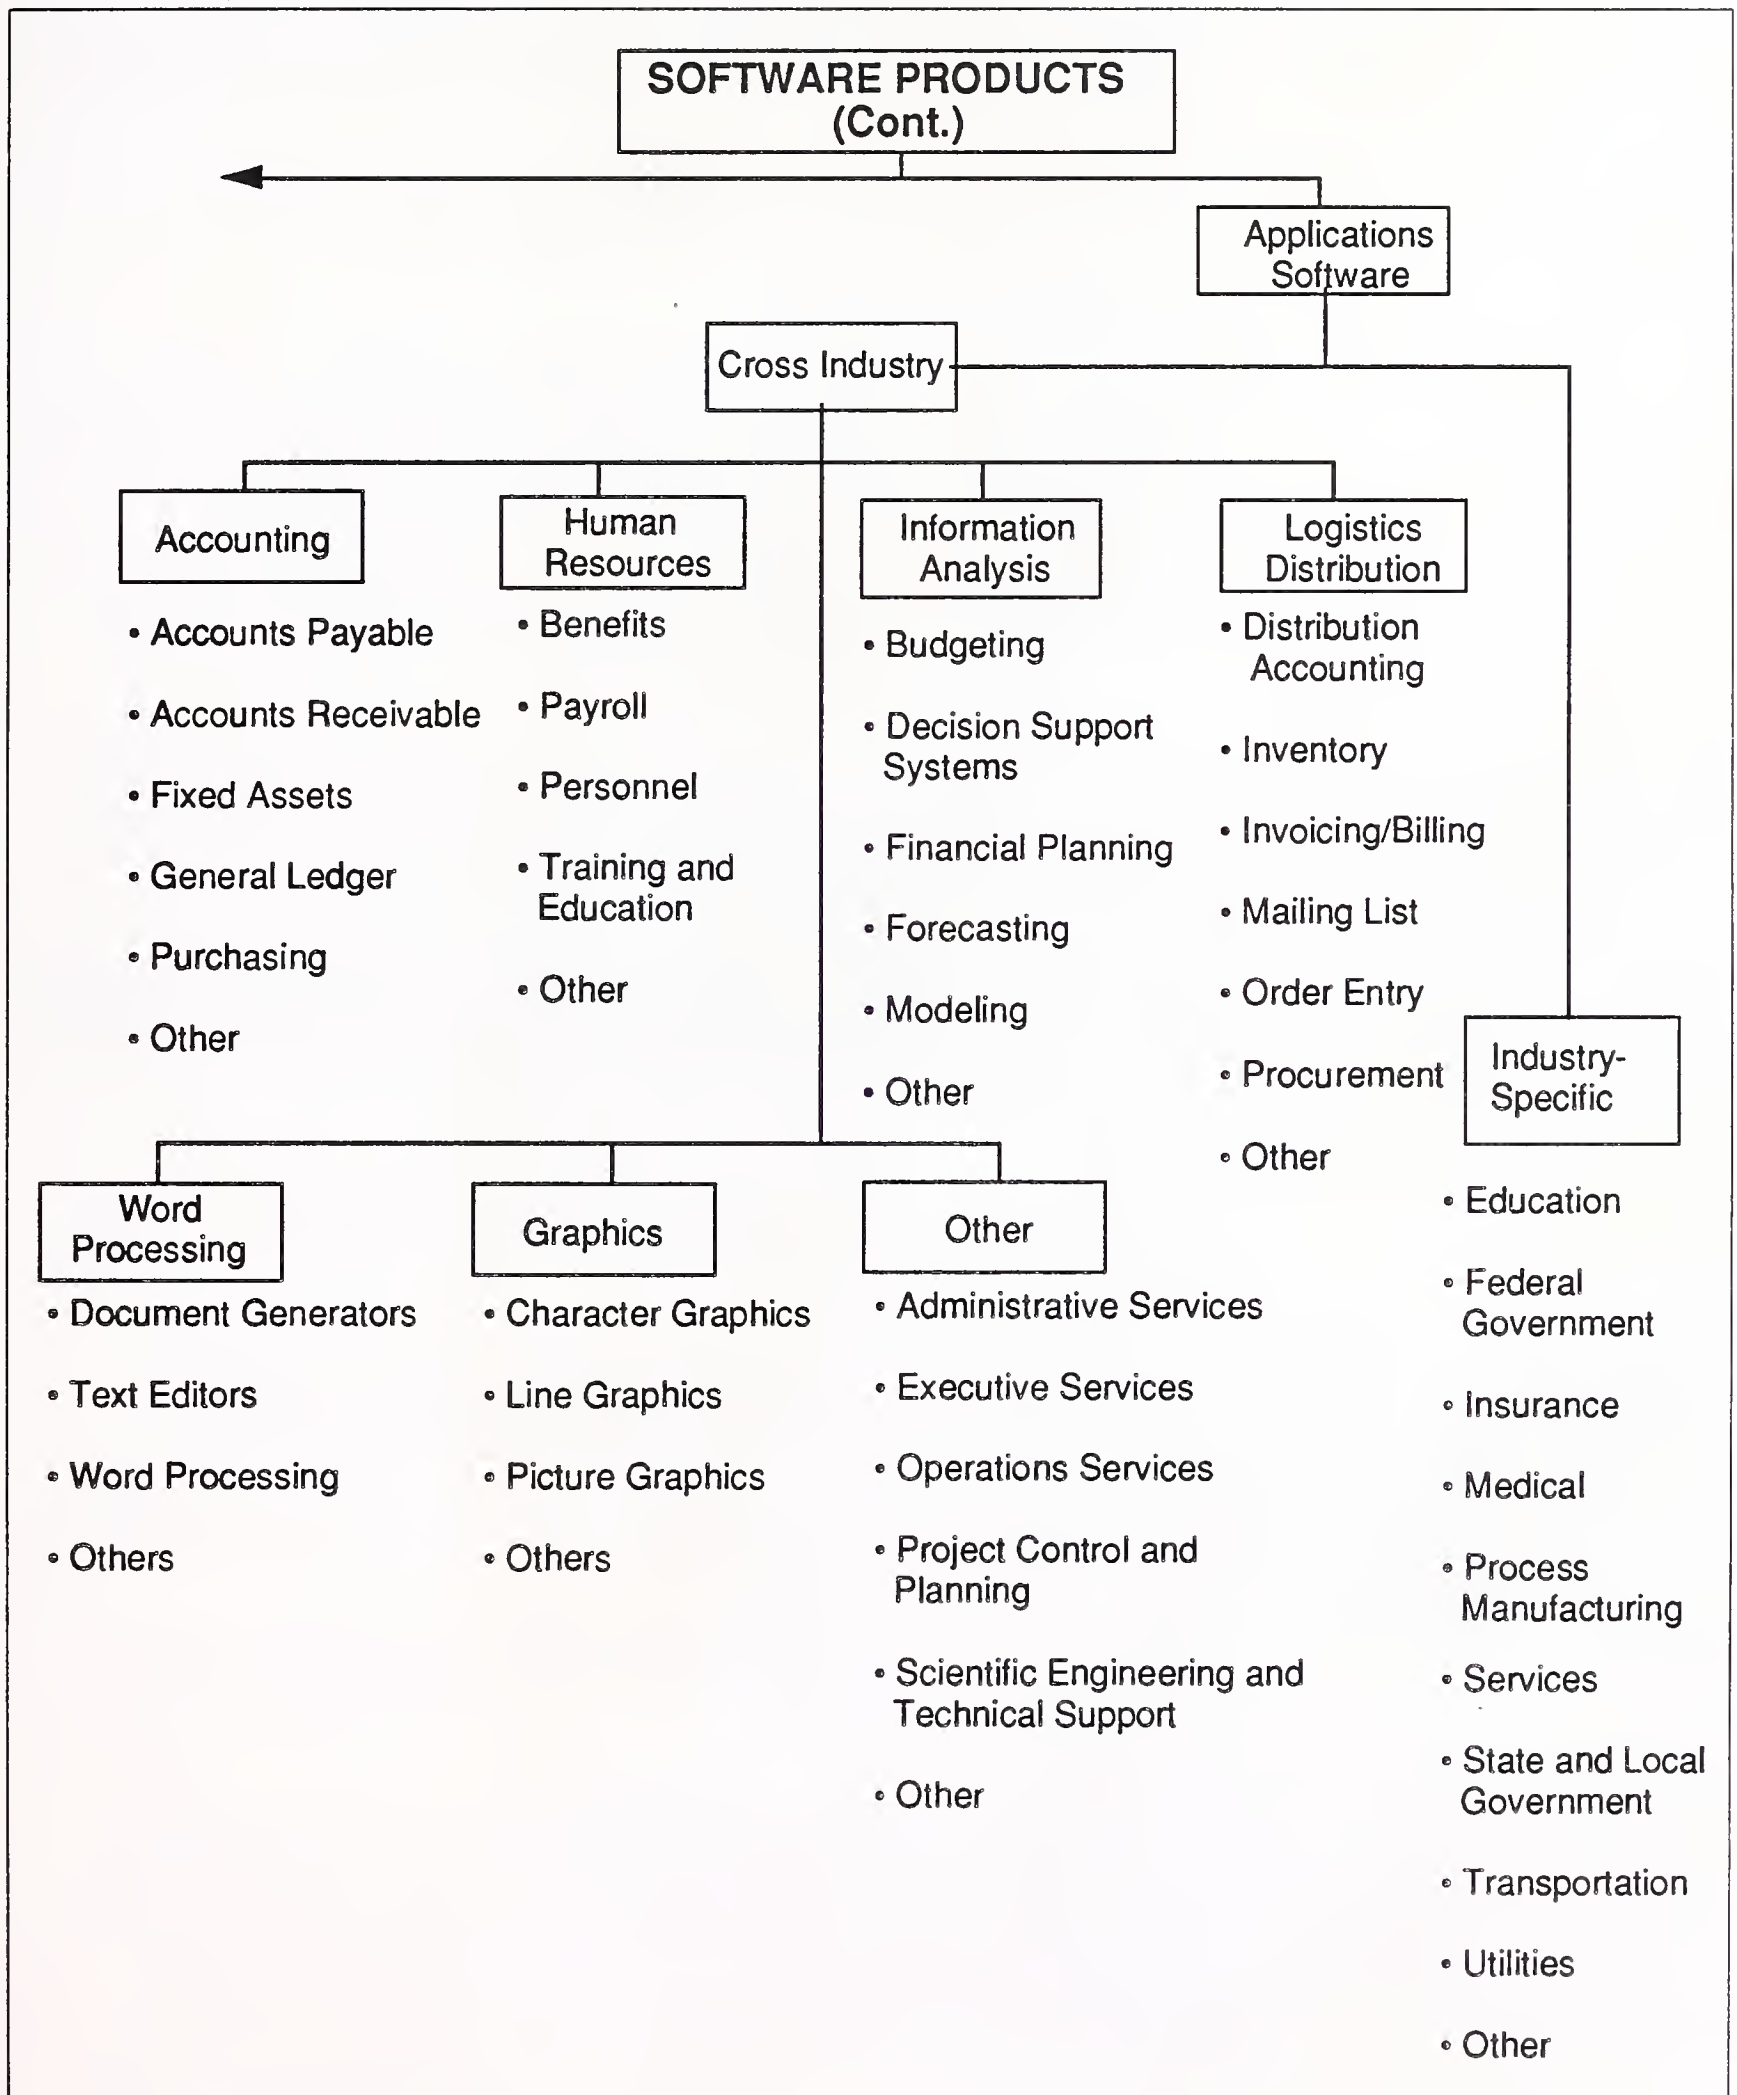 SOFTWARE PRODUCTS
(Cont.)
Applications
Software
Cross Industry
Accounting
• Accounts Payable
• Accounts Receivable
• Fixed Assets
• General Ledger
• Purchasing
• Other
Human
Resources
• Benefits
• Payroll
• Personnel
• Training and
Education
• Other
Information
Analysis
• Budgeting
• Decision Support
Systems
• Financial Planning
• Forecasting
• Modeling
• Other
Logistics
Distribution
• Distribution
Accounting
• Inventory
• Invoicing/Billing
• Mailing List
• Order Entry
• Procurement
• Other
Word
Processing
• Document Generators
• Text Editors
• Word Processing
• Others
Graphics
• Character Graphics
• Line Graphics
• Picture Graphics
• Others
Other
• Administrative Services
• Executive Services
• Operations Services
• Project Control and
Planning
• Scientific Engineering and
Technical Support
• Other
Industry-
Specific
• Education
• Federal
Government
• Insurance
• Medical
• Process
Manufacturing
• Services
• State and Local
Government
• Transportation
• Utilities
• Other